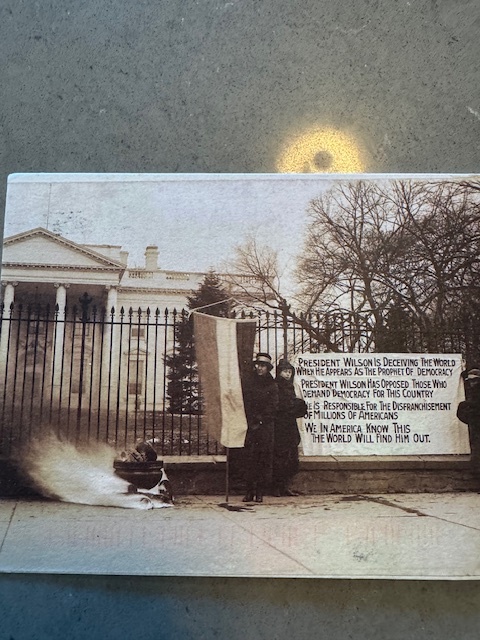 PRESIDENT WILSON IS DECEIVING THE WORLD
WHEN HE APPEARS AS THE PROPHET OF DEMOCRACY
PRESIDENT WILSON HAS OPPOSED THOSE WHO
DEMAND DEMOCRACY FOR THIS COUNTRY
HE IS RESPONSIBLE FOR THE DISFRANCHISEMENT
OF MILLIONS OF AMERICANS
WE IN AMERICA KNOW THIS
THE WORLD WILL FIND HIM OUT.